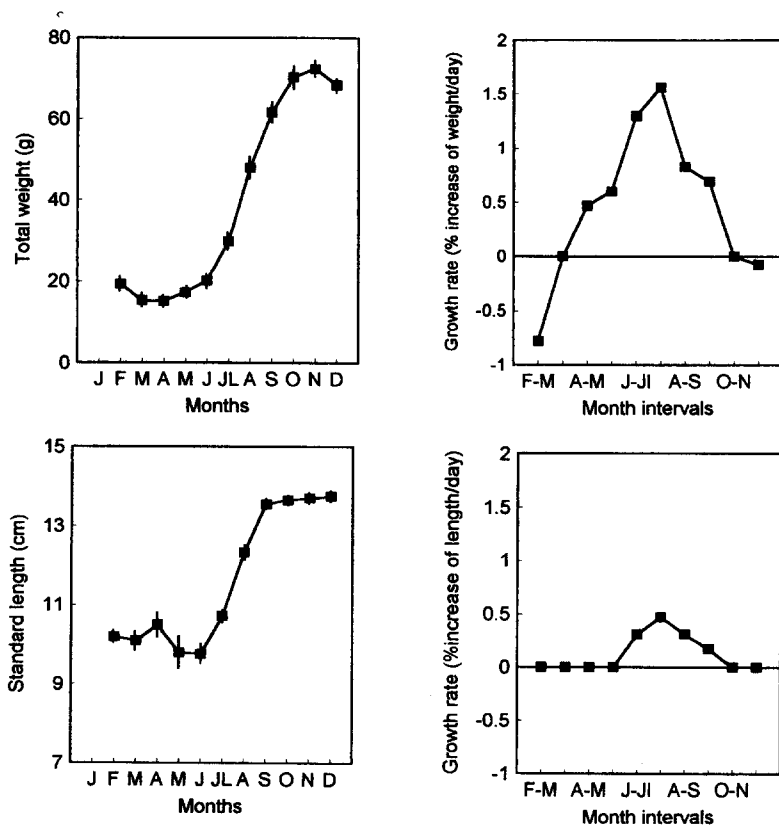 80
60
40
20
0
Total weight (g)
J F M A M J JL A S O N D
Months
2
1.5
1
0.5
0
-0.5
-1
Growth rate (% increase of weight/day)
F-M A-M J-Jl A-S O-N
Month intervals
15
13
11
9
7
Standard length (cm)
J F M A M J JL A S O N D
Months
2
1.5
1
0.5
0
-0.5
-1
Growth rate (%increase of length/day)
F-M A-M J-Jl A-S O-N
Month intervals